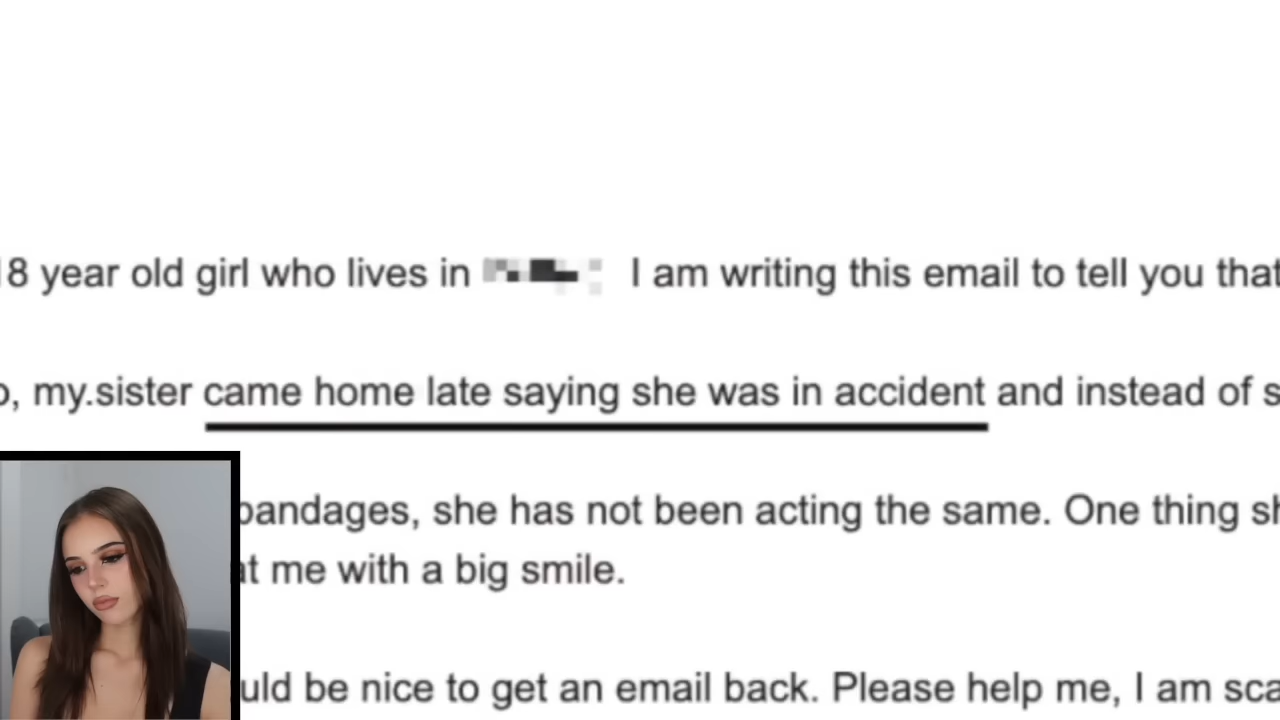 18 year old girl who lives in I am writing this email to tell you that
o, my.sister came home late saying she was in accident and instead of s
bandages, she has not been acting the same. One thing sh
at me with a big smile.
uld be nice to get an email back. Please help me, I am sca